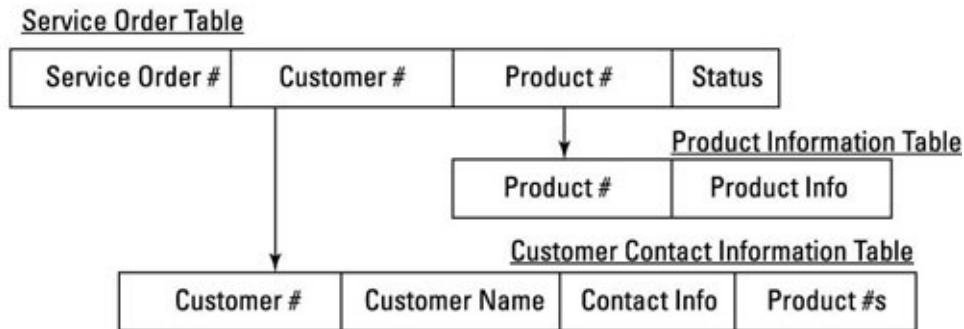 Service Order Table
Service Order # Customer # Product # Status
Product Information Table
Product # Product Info
Customer Contact Information Table
Customer # Customer Name Contact Info Product #s